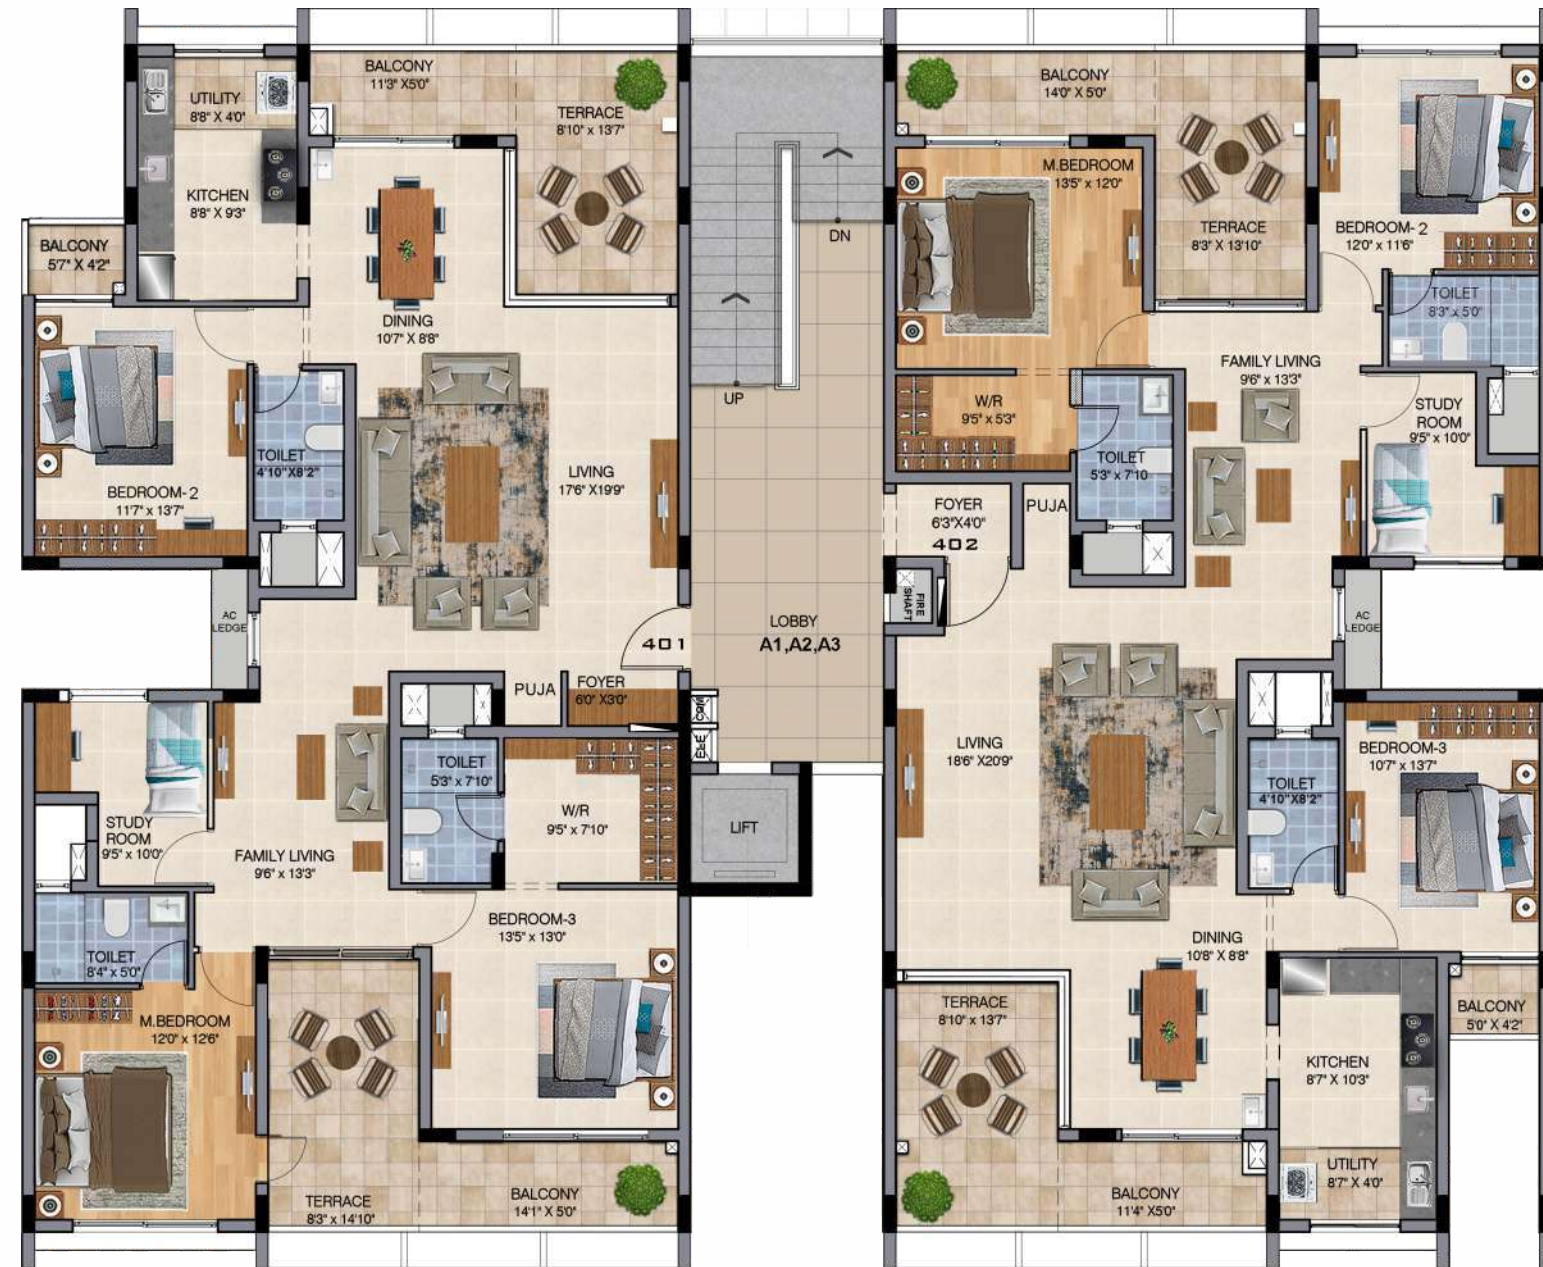 BALCONY
11'3" X5'0"
UTILITY
8'8" X 4'0"
TERRACE
8'10" x 13'7"
KITCHEN
8'8" X 9'3"
BALCONY
5'7" X 4'2"
DINING
10'7" X 8'8"
BEDROOM-2
11'7" x 13'7"
TOILET
4'10"X8'2"
LIVING
17'6" X19'9"
AC
LEDGE
401
PUJA
FOYER
6'0" X3'0"
STUDY
ROOM
9'5" x 10'0"
FAMILY LIVING
9'6" x 13'3"
TOILET
5'3" x 7'10"
W/R
9'5" x 7'10"
BEDROOM-3
13'5" x 13'0"
TOILET
8'4" x 5'0"
M.BEDROOM
12'0" x 12'6"
TERRACE
8'3" x 14'10"
BALCONY
14'1" X 5'0"
DN
UP
LOBBY
A1,A2,A3
COM
ELE
LIFT
BALCONY
14'0" X 5'0"
M.BEDROOM
13'5" x 12'0"
TERRACE
8'3" X 13'10"
BEDROOM-2
12'0" x 11'6"
TOILET
8'3" x 5'0"
FAMILY LIVING
9'6" x 13'3"
W/R
9'5" x 5'3"
STUDY
ROOM
9'5" x 10'0"
TOILET
5'3" x 7'10
FOYER
6'3"X4'0"
402
PUJA
FIRE
SHAFT
AC
LEDGE
LIVING
18'6" X20'9"
BEDROOM-3
10'7" x 13'7"
TOILET
4'10"X8'2"
DINING
10'8" X 8'8"
TERRACE
8'10" x 13'7"
BALCONY
5'0" X 4'2"
KITCHEN
8'7" X 10'3"
UTILITY
8'7" X 4'0"
BALCONY
11'4" X5'0"